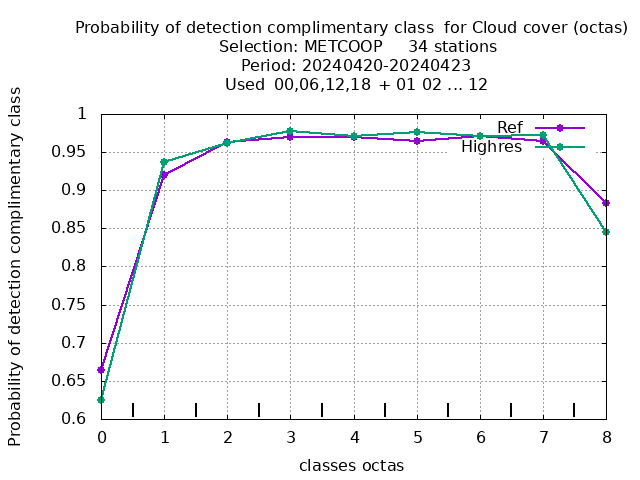 Probability of detection complimentary class  for Cloud cover (octas)
Selection: METCOOP     34 stations
Period: 20240420-20240423
Used  00,06,12,18 + 01 02 ... 12
Probability of detection complimentary class
1
0.95
0.9
0.85
0.8
0.75
0.7
0.65
0.6
Ref
Highres
0 1 2 3 4 5 6 7 8
classes octas